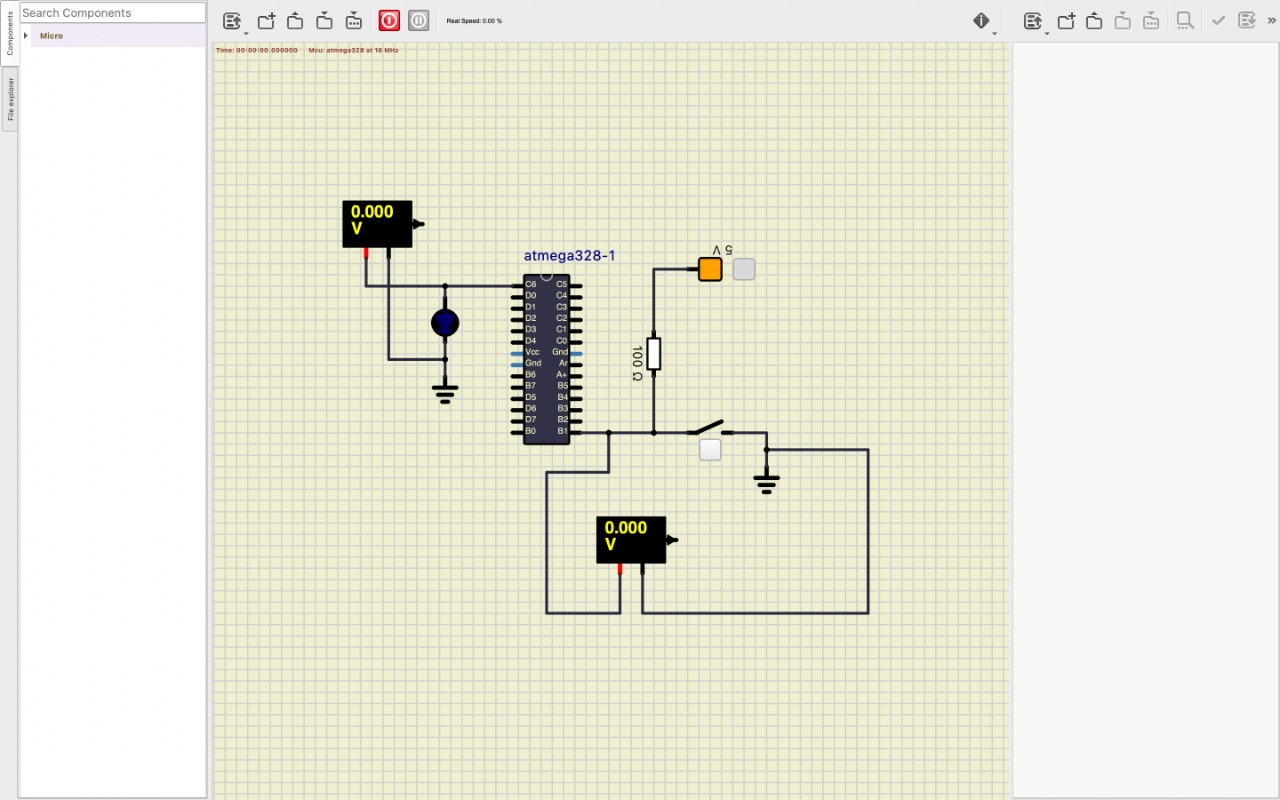 Components
File explorer
Search Components
Micro
Real Speed: 0.00 %
»
Time: 00:00:00.000000 Mcu: atmega328 at 16 MHz
0.000
V
atmega328-1
5 V
C6 C5
D0 C4
D1 C3
D2 C2
D3 C1
D4 C0
Vcc Gnd
Gnd Ar
B6 A+
B7 B5
D5 B4
D6 B3
D7 B2
B0 B1
100 Ω
0.000
V